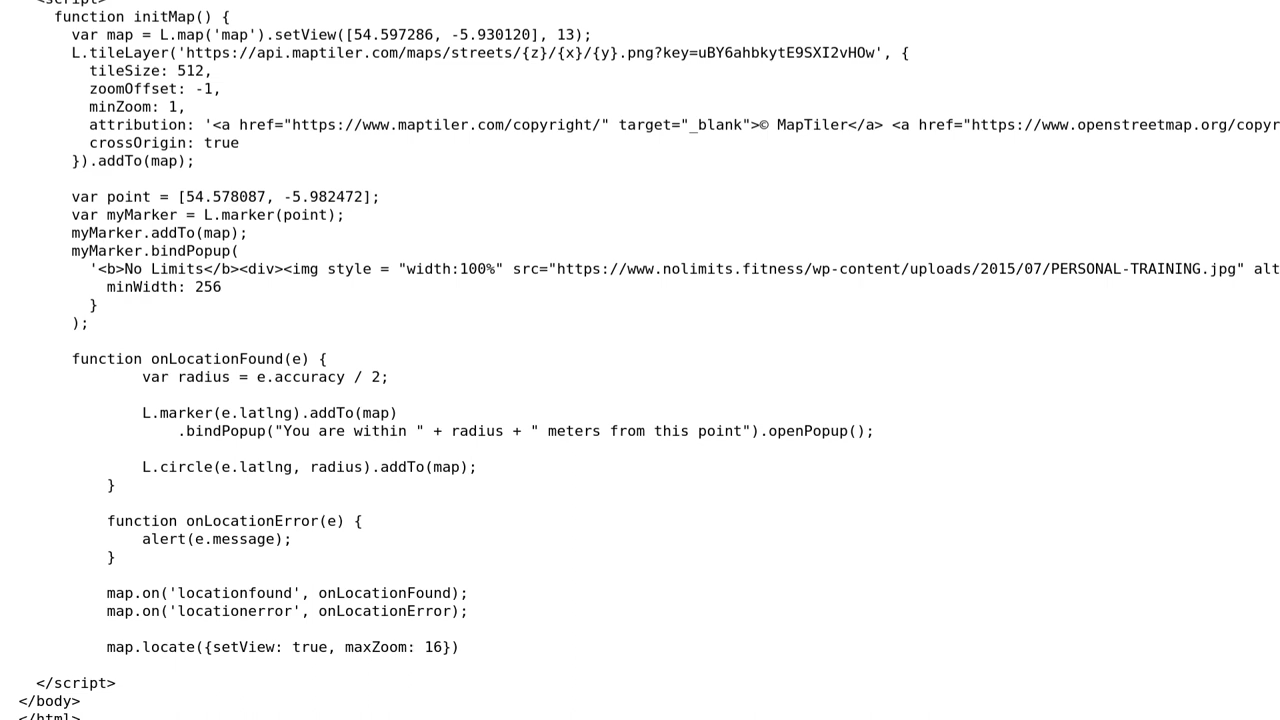 <script>
function initMap() {
var map = L.map('map').setView([54.597286, -5.930120], 13);
L.tileLayer('https://api.maptiler.com/maps/streets/{z}/{x}/{y}.png?key=uBY6ahbkytE9SXI2vHOw', {
tileSize: 512,
zoomOffset: -1,
minZoom: 1,
attribution: '<a href="https://www.maptiler.com/copyright/" target="_blank">© MapTiler</a> <a href="https://www.openstreetmap.org/copyr
crossOrigin: true
}).addTo(map);
var point = [54.578087, -5.982472];
var myMarker = L.marker(point);
myMarker.addTo(map);
myMarker.bindPopup(
'<b>No Limits</b><div><img style = "width:100%" src="https://www.nolimits.fitness/wp-content/uploads/2015/07/PERSONAL-TRAINING.jpg" alt
minWidth: 256
}
);
function onLocationFound(e) {
var radius = e.accuracy / 2;
L.marker(e.latlng).addTo(map)
.bindPopup("You are within " + radius + " meters from this point").openPopup();
L.circle(e.latlng, radius).addTo(map);
}
function onLocationError(e) {
alert(e.message);
}
map.on('locationfound', onLocationFound);
map.on('locationerror', onLocationError);
map.locate({setView: true, maxZoom: 16})
</script>
</body>
</html>